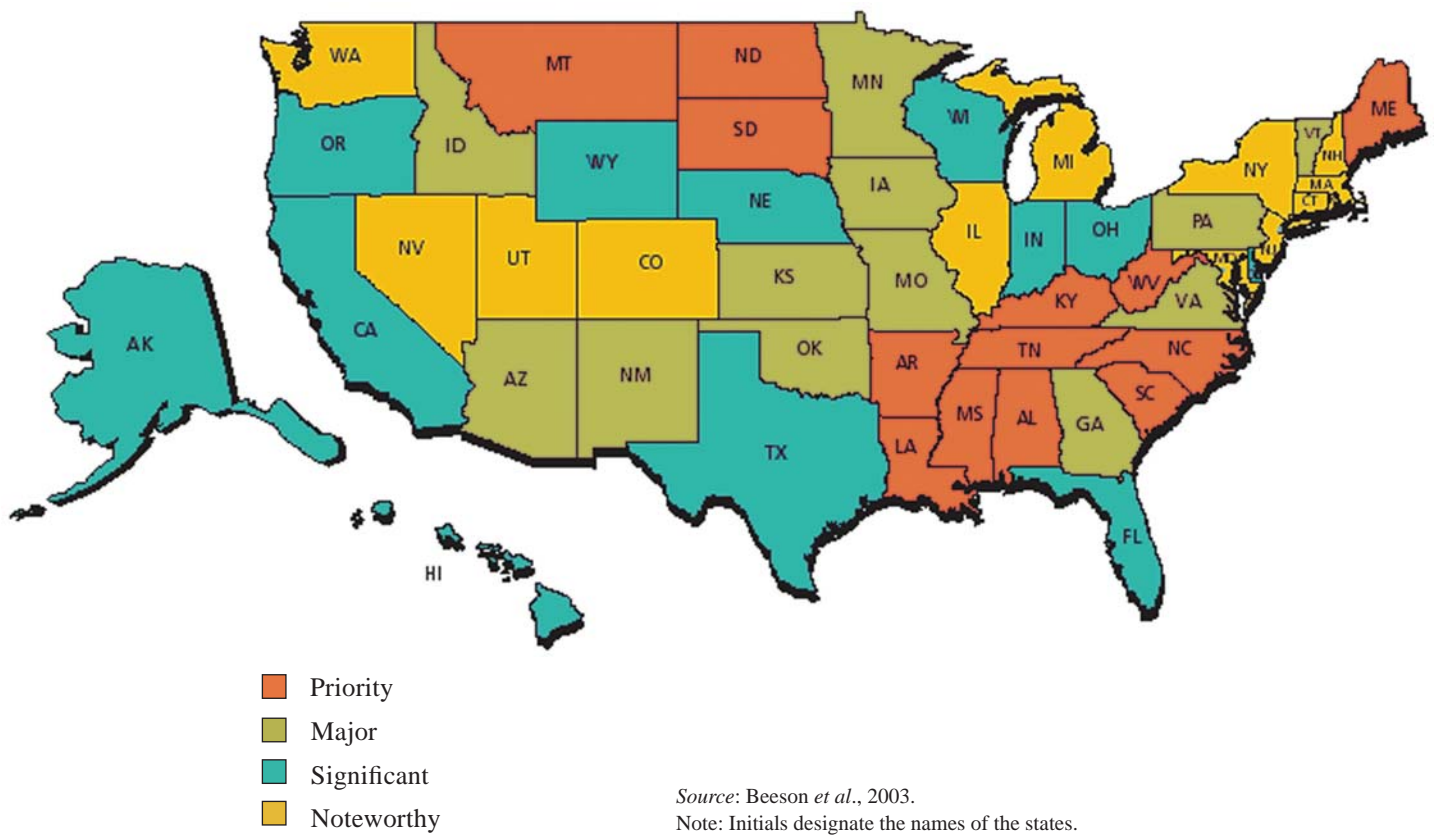 WA
MT
ND
MN
ME
OR
ID
SD
WI
VT
NH
WY
MI
NY
MA
CT
IA
NE
PA
NV
UT
CO
IL
IN
OH
NJ
MD
KS
MO
WV
KY
VA
CA
AK
AZ
NM
OK
AR
TN
NC
SC
MS
AL
GA
LA
TX
FL
HI
Priority
Major
Significant
Noteworthy
Source: Beeson et al., 2003.
Note: Initials designate the names of the states.